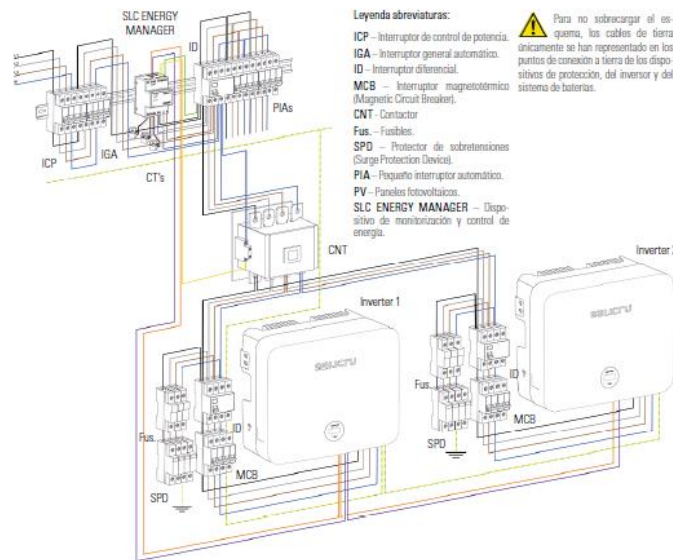 SLC ENERGY
MANAGER
ID
PIAs
ICP
IGA
CT's
CNT
Inverter 1
Inverter 2
SALICRU
SALICRU
Fus.
ID
MCB
SPD
Fus.
ID
MCB
SPD
Leyenda abreviaturas:
ICP – Interruptor de control de potencia.
IGA – Interruptor general automático.
ID – Interruptor diferencial.
MCB – Interruptor magnetotérmico
(Magnetic Circuit Breaker).
CNT - Contactor
Fus. – Fusibles.
SPD – Protector de sobretensiones
(Surge Protection Device).
PIA – Pequeño interruptor automático.
PV – Paneles fotovoltaicos.
SLC ENERGY MANAGER – Dispo-
sitivo de monitorización y control de
energía.
Para no sobrecargar el es-
quema, los cables de tierra
únicamente se han representado en los
puntos de conexión a tierra de los dispo-
sitivos de protección, del inversor y del
sistema de baterías.